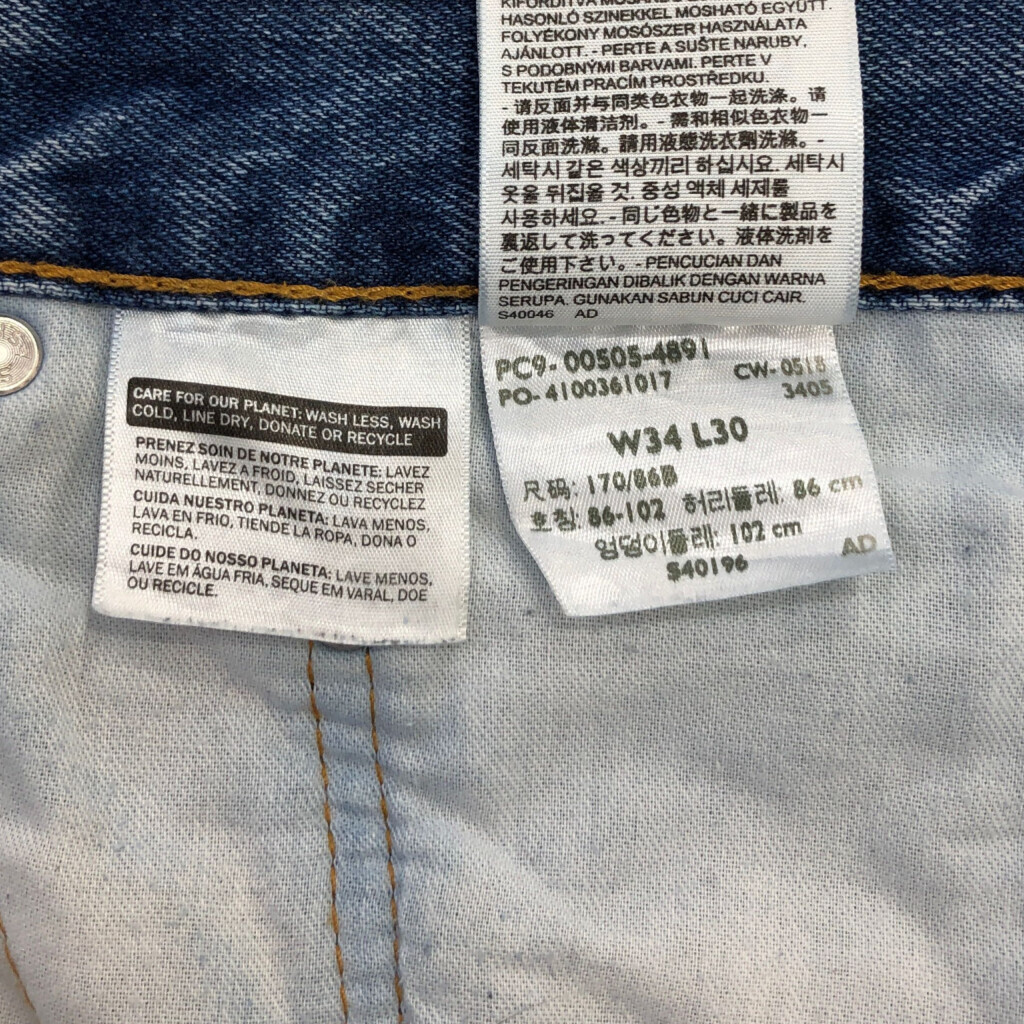 HASONLÓ SZINEKKEL MOSHATÓ EGYÜTT.
FOLYÉKONY MOSÓSZER HASZNÁLATA
AJÁNLOTT. - PERTE A SUŠTE NARUBY,
S PODOBNÝMI BARVAMI. PERTE V
TEKUTÉM PRACÍM PROSTŘEDKU.
- 请反面并与同类色衣物一起洗涤。请
使用液体清洁剂。- 需和相似色衣物一
同反面洗滌。請用液態洗衣劑洗滌。-
세탁시 같은 색상끼리 하십시요. 세탁시
옷을 뒤집을 것. 중성 액체 세제를
사용하세요. - 同じ色物と一緒に製品を
裏返して洗ってください。液体洗剤を
ご使用下さい。- PENCUCIAN DAN
PENGERINGAN DIBALIK DENGAN WARNA
SERUPA. GUNAKAN SABUN CUCI CAIR.
S40046 AD
CARE FOR OUR PLANET: WASH LESS, WASH
COLD, LINE DRY, DONATE OR RECYCLE
PRENEZ SOIN DE NOTRE PLANETE: LAVEZ
MOINS, LAVEZ A FROID, LAISSEZ SECHER
NATURELLEMENT, DONNEZ OU RECYCLEZ
CUIDA NUESTRO PLANETA: LAVA MENOS,
LAVA EN FRIO, TIENDE LA ROPA, DONA O
RECICLA.
CUIDE DO NOSSO PLANETA: LAVE MENOS,
LAVE EM ÁGUA FRIA, SEQUE EM VARAL, DOE
OU RECICLE.
PC9- 00505-4891
PO- 4100361017 CW- 0518
3405
W34 L30
尺码: 170/86B
호칭: 86-102 허리둘레: 86 cm
엉덩이둘레: 102 cm
S40196 AD